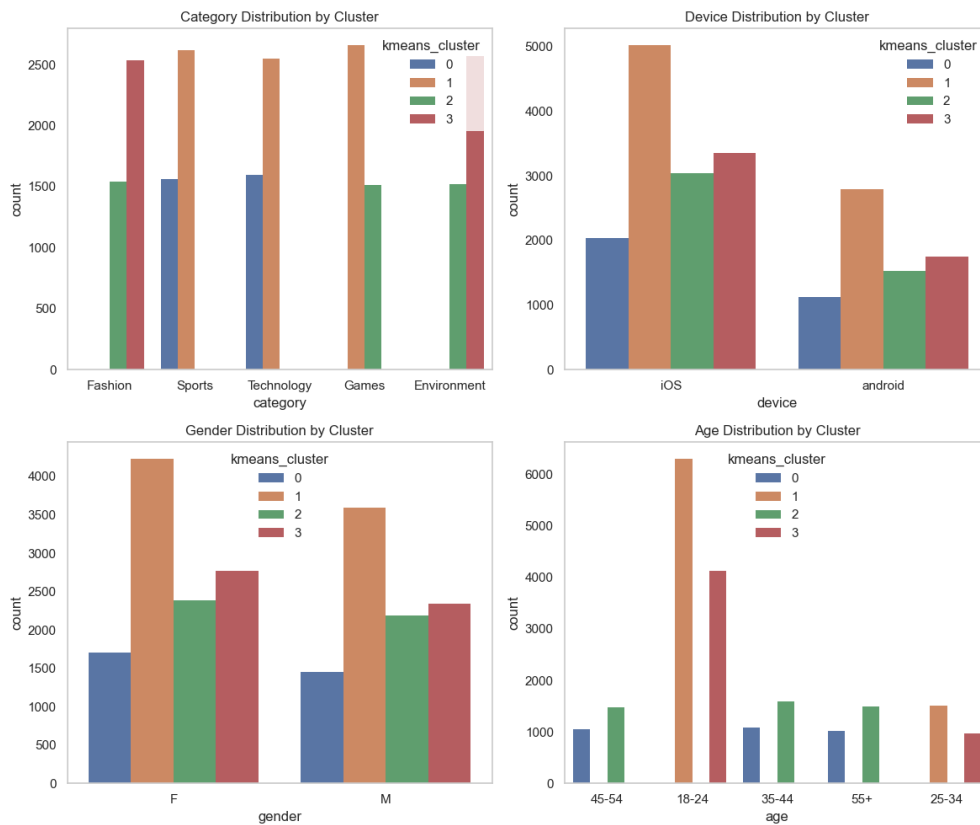 Category Distribution by Cluster
kmeans_cluster
0
1
2
3
2500
2000
1500
1000
500
0
count
Fashion Sports Technology Games Environment
category
Device Distribution by Cluster
kmeans_cluster
0
1
2
3
5000
4000
3000
2000
1000
0
count
iOS android
device
Gender Distribution by Cluster
kmeans_cluster
0
1
2
3
4000
3500
3000
2500
2000
1500
1000
500
0
count
F M
gender
Age Distribution by Cluster
kmeans_cluster
0
1
2
3
6000
5000
4000
3000
2000
1000
0
count
45-54 18-24 35-44 55+ 25-34
age